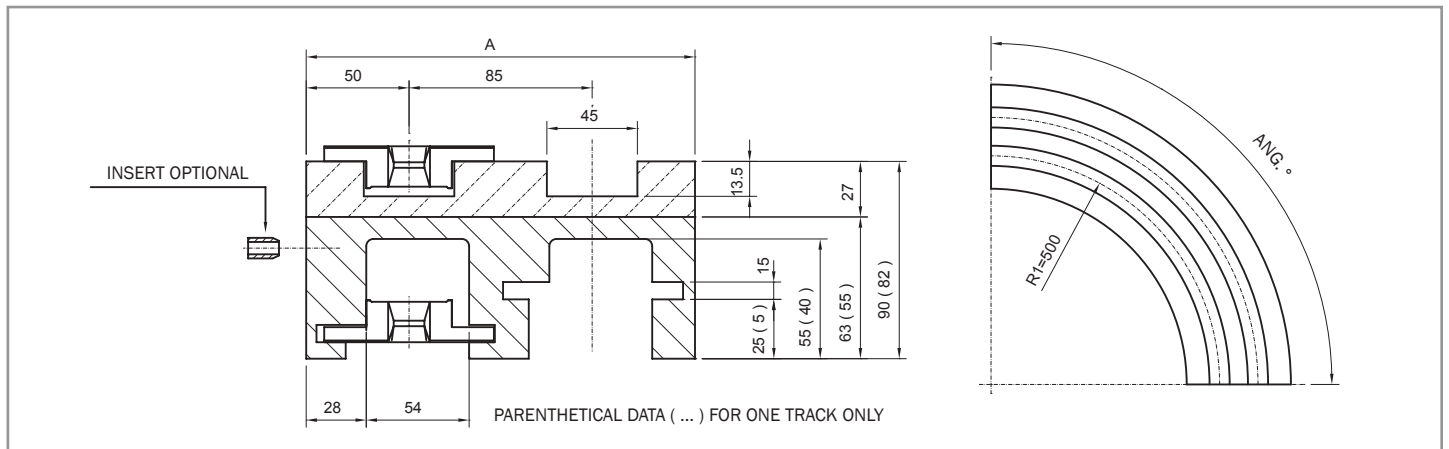 A
50
85
45
INSERT OPTIONAL
13.5
27
15
25 ( 5 )
55 ( 40 )
63 ( 55 )
90 ( 82 )
28
54
PARENTHETICAL DATA ( ... ) FOR ONE TRACK ONLY
ANG. °
R1=500